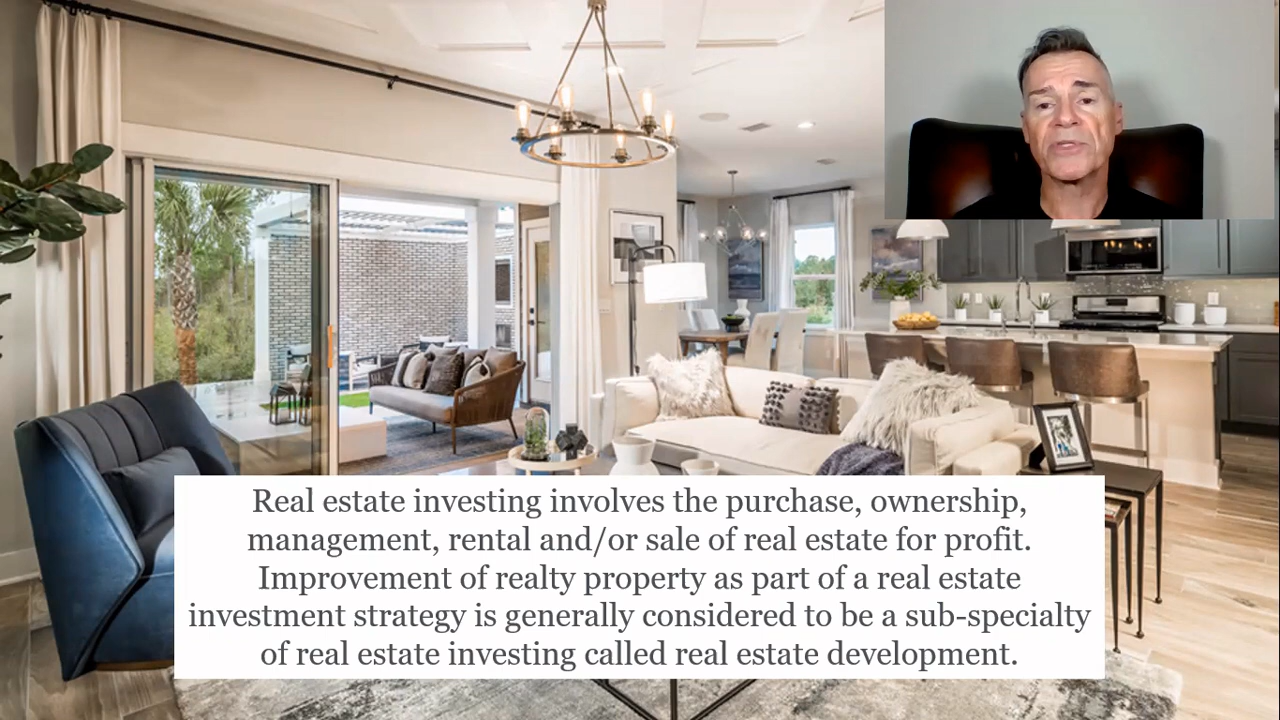 Real estate investing involves the purchase, ownership,
management, rental and/or sale of real estate for profit.
Improvement of realty property as part of a real estate
investment strategy is generally considered to be a sub-specialty
of real estate investing called real estate development.